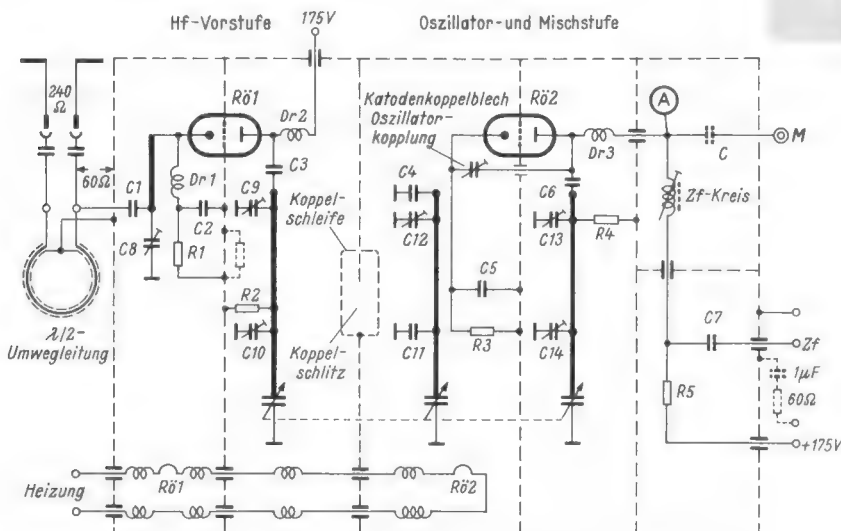 Hf-Vorstufe
175V
Oszillator-und Mischstufe
240
Ω
Rö1
Dr2
Katodenkoppelblech
Oszillator-
kopplung
Rö2
A
M
C
Dr3
60Ω
C1
Dr1
C3
C9
C4
C6
Zf-Kreis
C2
Koppel-
schleife
C12
C13
R4
C8
R1
C5
R2
C7
C10
Koppel-
schlitz
C11
R3
C14
Zf
λ/2-
Umwegleitung
R5
1µF
60Ω
+175V
Heizung
Rö1
Rö2